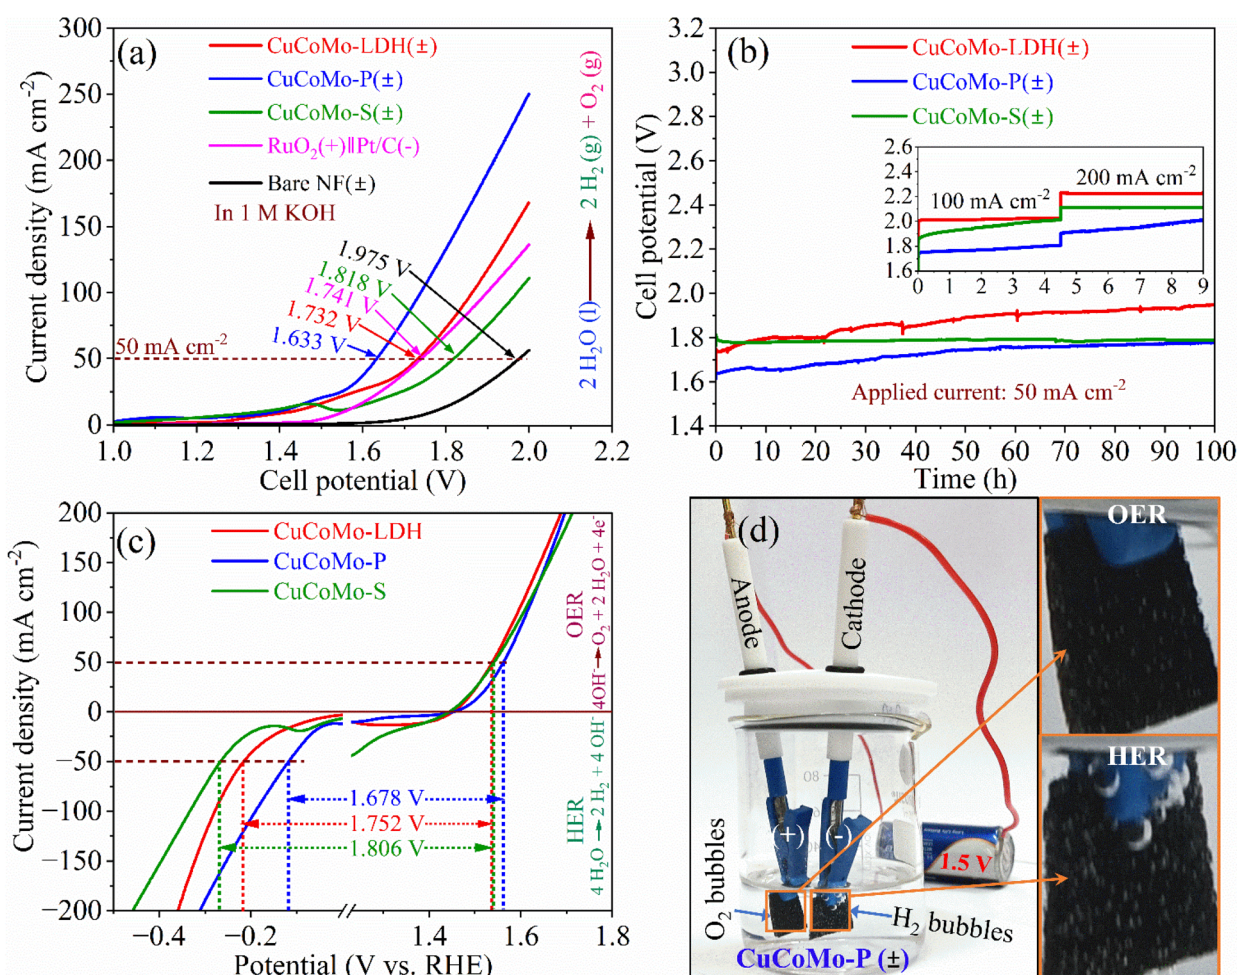 (a)
CuCoMo-LDH(±)
CuCoMo-P(±)
CuCoMo-S(±)
RuO₂(+)ǁPt/C(-)
Bare NF(±)
In 1 M KOH
1.975 V
1.818 V
1.741 V
1.732 V
1.633 V
50 mA cm⁻²
2 H₂O (l)
2 H₂ (g) + O₂ (g)
Current density (mA cm⁻²)
300
250
200
150
100
50
0
1.0 1.2 1.4 1.6 1.8 2.0 2.2
Cell potential (V)
(b)
CuCoMo-LDH(±)
CuCoMo-P(±)
CuCoMo-S(±)
Cell potential (V)
3.2
3.0
2.8
2.6
2.4
2.2
2.0
1.8
1.6
1.4
2.6
2.4
2.2
2.0
1.8
1.6
100 mA cm⁻²
200 mA cm⁻²
0 1 2 3 4 5 6 7 8 9
Applied current: 50 mA cm⁻²
0 10 20 30 40 50 60 70 80 90 100
Time (h)
(c)
CuCoMo-LDH
CuCoMo-P
CuCoMo-S
Current density (mA cm⁻²)
200
150
100
50
0
−50
−100
−150
−200
1.678 V
1.752 V
1.806 V
OER
4OH⁻→O₂ + 2 H₂O + 4e⁻
HER
4 H₂O → 2 H₂ + 4 OH⁻
−0.4 −0.2 1.4 1.6 1.8
Potential (V vs. RHE)
(d)
Anode
Cathode
OER
HER
80
(+)
(-)
1.5 V
O₂ bubbles
H₂ bubbles
CuCoMo-P (±)